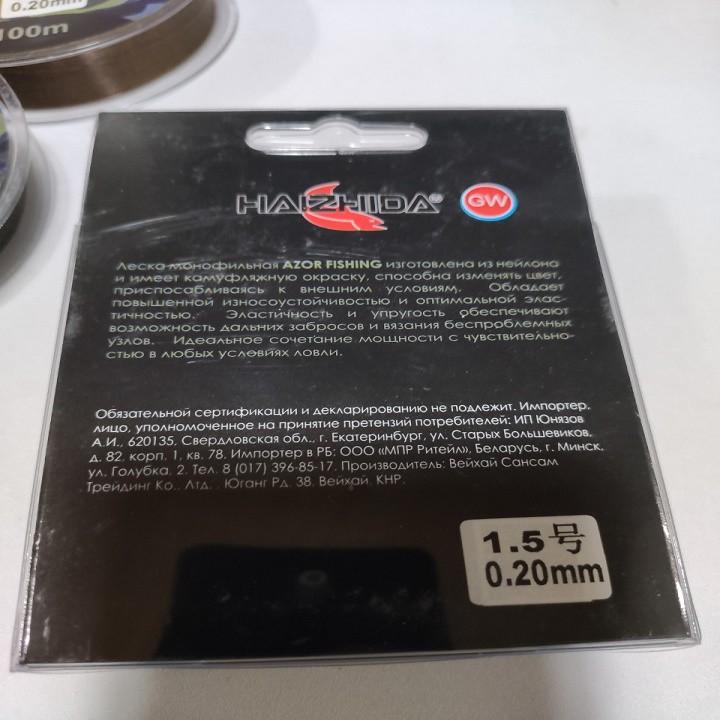 0.20mm
100m
HAIZHIDA®
GW
Леска монофильная AZOR FISHING изготовлена из нейлона
и имеет камуфляжную окраску, способна изменять цвет,
приспосабливаясь к внешним условиям. Обладает
повышенной износоустойчивостью и оптимальной элас-
тичностью. Эластичность и упругость обеспечивают
возможность дальних забросов и вязания беспроблемных
узлов. Идеальное сочетание мощности с чувствительно-
стью в любых условиях ловли.
Обязательной сертификации и декларированию не подлежит. Импортер,
лицо, уполномоченное на принятие претензий потребителей: ИП Юнязов
А.И., 620135, Свердловская обл., г. Екатеринбург, ул. Старых Большевиков,
д. 82, корп. 1, кв. 78. Импортер в РБ: ООО «МПР Ритейл», Беларусь, г. Минск,
ул. Голубка, 2. Тел. 8 (017) 396-85-17. Производитель: Вейхай Сансам
Трейдинг Ко., Лтд., Юганг Рд, 38, Вейхай, КНР.
1.5号
0.20mm